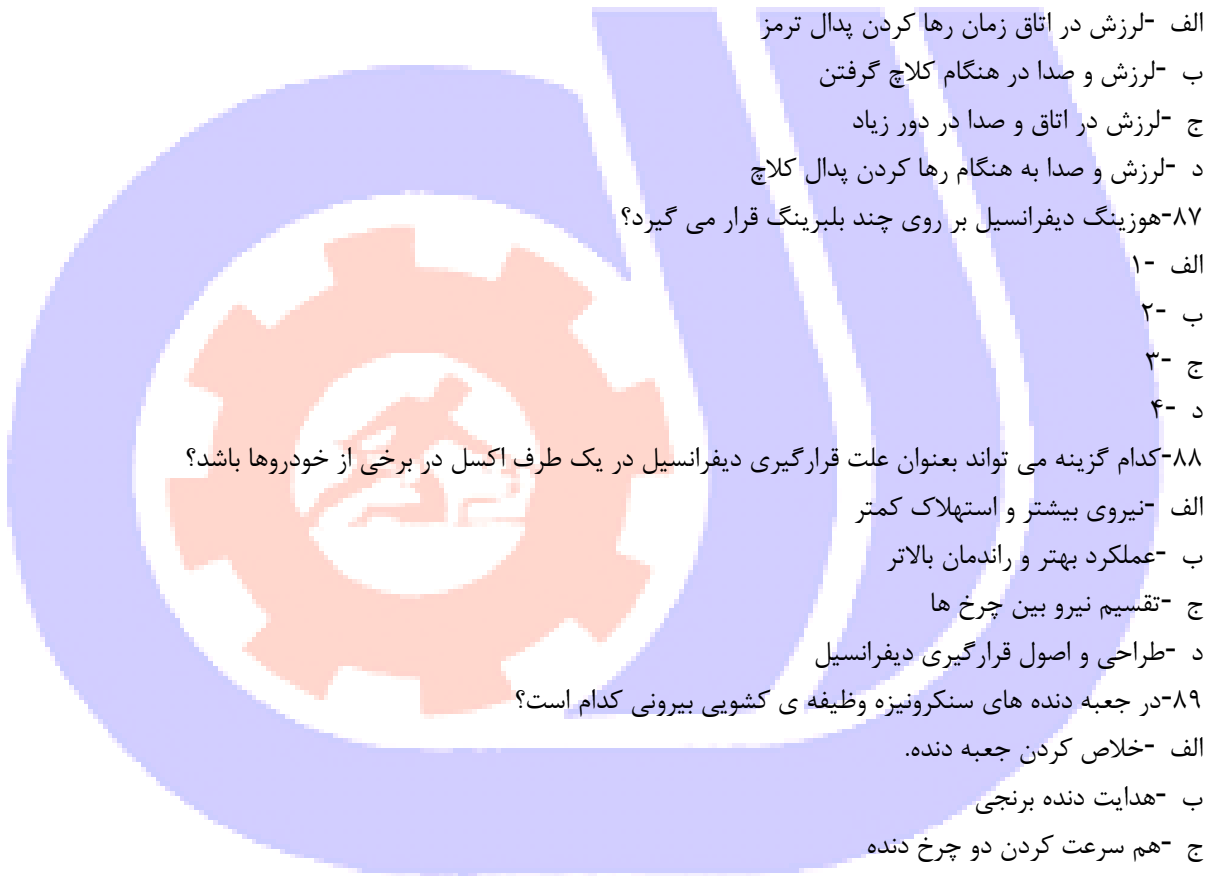 الف -لرزش در اتاق زمان رها کردن پدال ترمز
ب -لرزش و صدا در هنگام کلاچ گرفتن
ج -لرزش در اتاق و صدا در دور زیاد
د -لرزش و صدا به هنگام رها کردن پدال کلاچ
۸۷-هوزینگ دیفرانسیل بر روی چند بلبرینگ قرار می گیرد؟
الف -۱
ب -۲
ج -۳
د -۴
۸۸-کدام گزینه می تواند بعنوان علت قرارگیری دیفرانسیل در یک طرف اکسل در برخی از خودروها باشد؟
الف -نیروی بیشتر و استهلاک کمتر
ب -عملکرد بهتر و راندمان بالاتر
ج -تقسیم نیرو بین چرخ ها
د -طراحی و اصول قرارگیری دیفرانسیل
۸۹-در جعبه دنده های سنکرونیزه وظیفه ی کشویی بیرونی کدام است؟
الف -خلاص کردن جعبه دنده.
ب -هدایت دنده برنجی
ج -هم سرعت کردن دو چرخ دنده